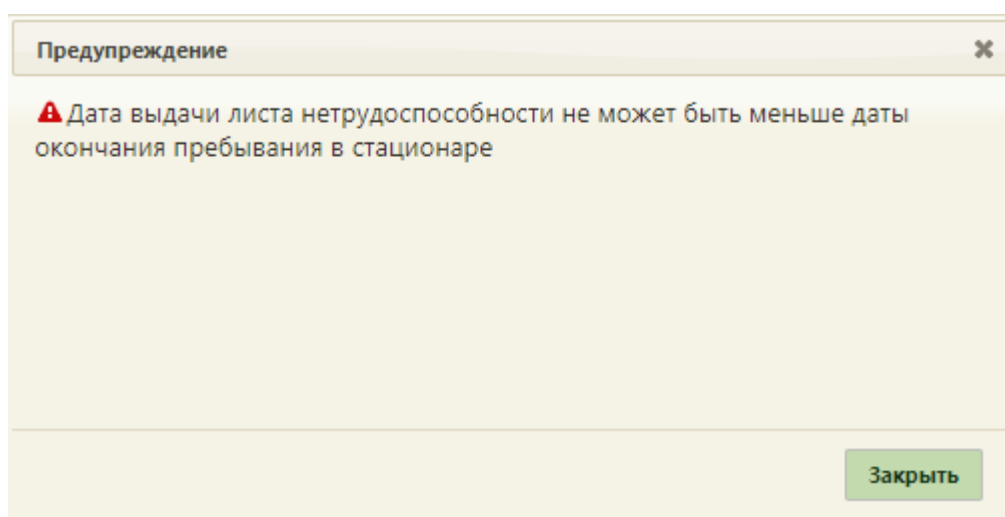 Предупреждение
Дата выдачи листа нетрудоспособности не может быть меньше даты
окончания пребывания в стационаре
Закрыть